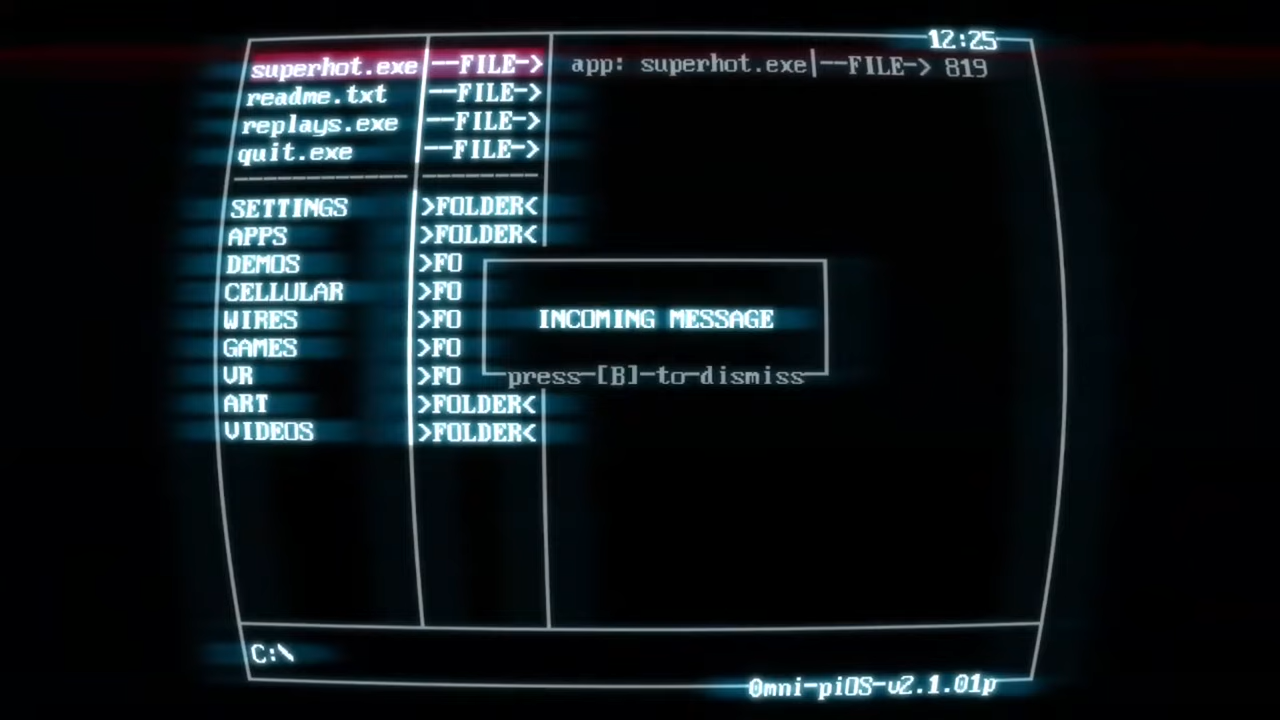 12:25
superhot.exe --FILE-> app: superhot.exe|--FILE-> 819
readme.txt --FILE->
replays.exe --FILE->
quit.exe --FILE->
------------- --------
SETTINGS >FOLDER<
APPS >FOLDER<
DEMOS >FO
CELLULAR >FO
WIRES >FO INCOMING MESSAGE
GAMES >FO
VR >FO press-[B]-to-dismiss
ART >FOLDER<
VIDEOS >FOLDER<
C:\
0mni-piOS-v2.1.01p